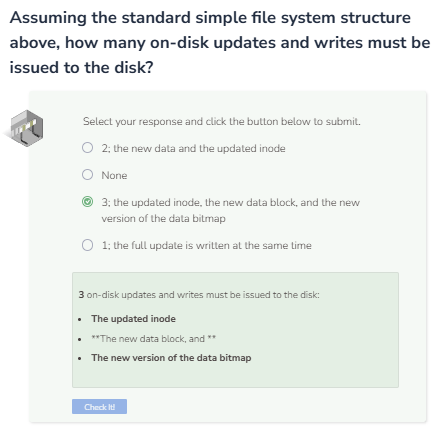 Assuming the standard simple file system structure
above, how many on-disk updates and writes must be
issued to the disk?
Select your response and click the button below to submit.
2; the new data and the updated inode
None
3; the updated inode, the new data block, and the new
version of the data bitmap
1; the full update is written at the same time
3 on-disk updates and writes must be issued to the disk:
• The updated inode
• **The new data block, and **
• The new version of the data bitmap
Check It!